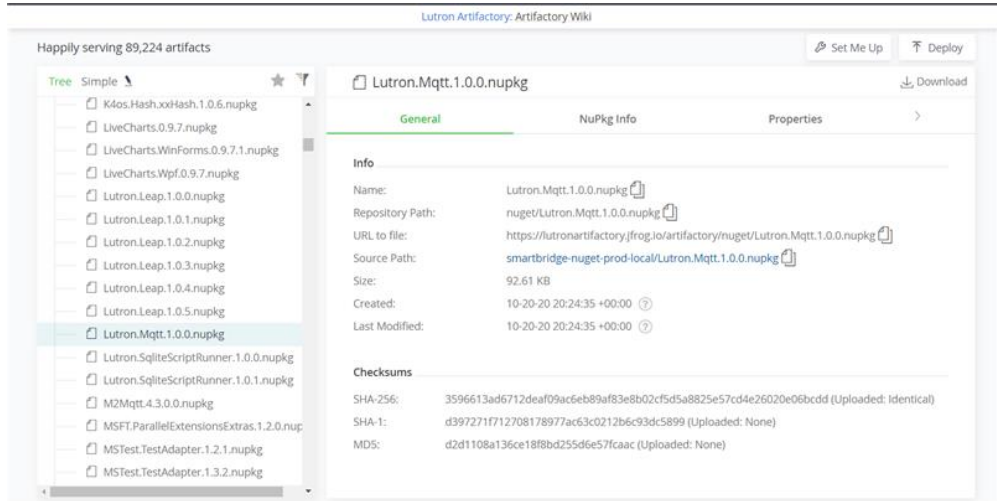 Lutron Artifactory: Artifactory Wiki
Happily serving 89,224 artifacts
Set Me Up
Deploy
Tree Simple
K4os.Hash.xxHash.1.0.6.nupkg
LiveCharts.0.9.7.nupkg
LiveCharts.WinForms.0.9.7.1.nupkg
LiveCharts.Wpf.0.9.7.nupkg
Lutron.Leap.1.0.0.nupkg
Lutron.Leap.1.0.1.nupkg
Lutron.Leap.1.0.2.nupkg
Lutron.Leap.1.0.3.nupkg
Lutron.Leap.1.0.4.nupkg
Lutron.Leap.1.0.5.nupkg
Lutron.Mqtt.1.0.0.nupkg
Lutron.SqliteScriptRunner.1.0.0.nupkg
Lutron.SqliteScriptRunner.1.0.1.nupkg
M2Mqtt.4.3.0.0.nupkg
MSFT.ParallelExtensionsExtras.1.2.0.nup
MSTest.TestAdapter.1.2.1.nupkg
MSTest.TestAdapter.1.3.2.nupkg
Lutron.Mqtt.1.0.0.nupkg
Download
General NuPkg Info Properties
Info
Name: Lutron.Mqtt.1.0.0.nupkg
Repository Path: nuget/Lutron.Mqtt.1.0.0.nupkg
URL to file: https://lutronartifactory.jfrog.io/artifactory/nuget/Lutron.Mqtt.1.0.0.nupkg
Source Path: smartbridge-nuget-prod-local/Lutron.Mqtt.1.0.0.nupkg
Size: 92.61 KB
Created: 10-20-20 20:24:35 +00:00 ?
Last Modified: 10-20-20 20:24:35 +00:00 ?
Checksums
SHA-256: 3596613ad6712deaf09ac6eb89af83e8b02cf5d5a8825e57cd4e26020e06bcdd (Uploaded: Identical)
SHA-1: d397271f712708178977ac63c0212b6c93dc5899 (Uploaded: None)
MD5: d2d1108a136ce18f8bd255d6e57fcaac (Uploaded: None)